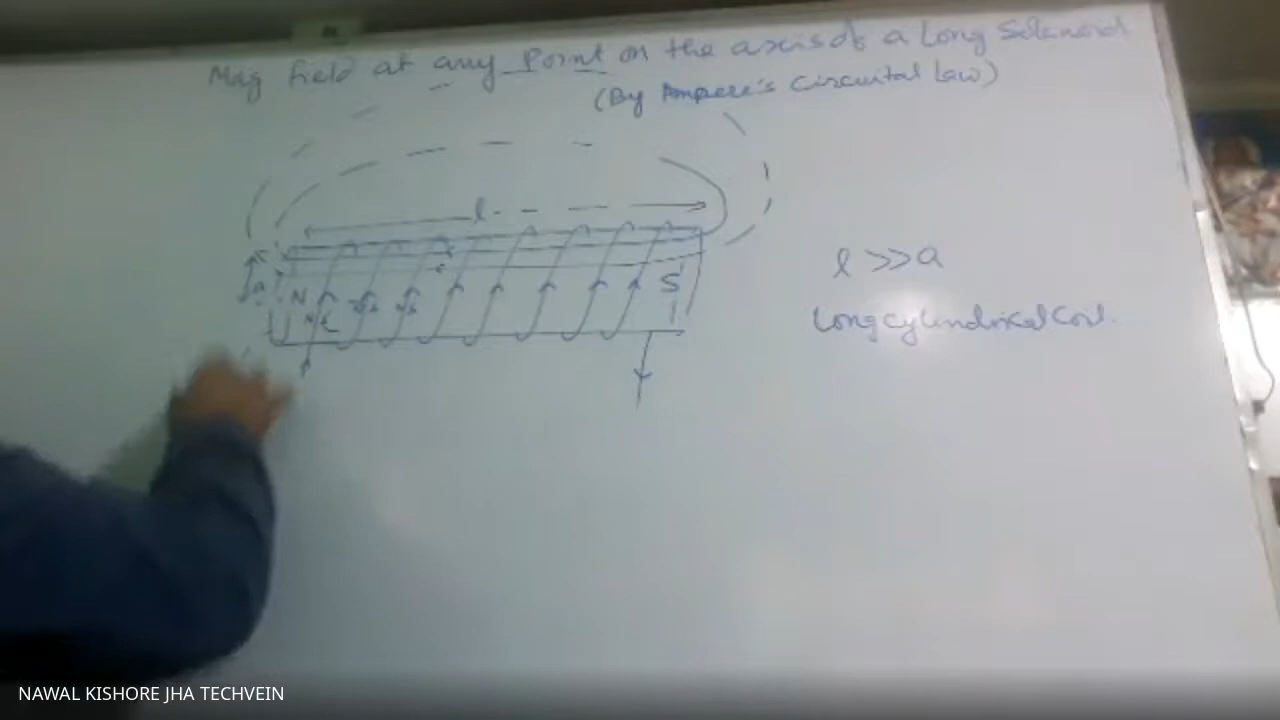 Mag field at any Point on the axis of a Long Solenoid
(By Ampere's Circuital Law)
l
a
N
S
l >> a
Long cylindrical Coil.
NAWAL KISHORE JHA TECHVEIN